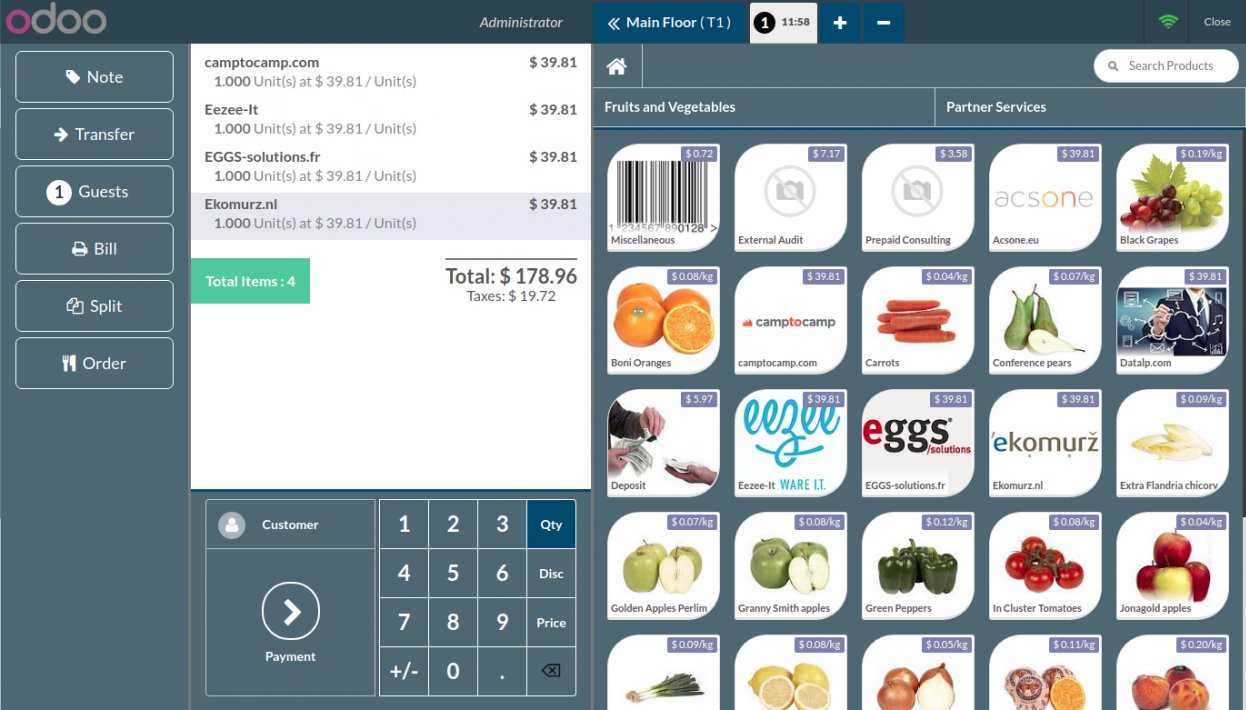 odoo
Administrator
Main Floor ( T1 )
1 11:58
+
-
Close
Note
Transfer
1 Guests
Bill
Split
Order
camptocamp.com $ 39.81
1.000 Unit(s) at $ 39.81 / Unit(s)
Eezee-It $ 39.81
1.000 Unit(s) at $ 39.81 / Unit(s)
EGGS-solutions.fr $ 39.81
1.000 Unit(s) at $ 39.81 / Unit(s)
Ekomurz.nl $ 39.81
1.000 Unit(s) at $ 39.81 / Unit(s)
Total Items : 4
Total: $ 178.96
Taxes: $ 19.72
Customer
Payment
1 2 3 Qty
4 5 6 Disc
7 8 9 Price
+/- 0 .
Search Products
Fruits and Vegetables
Partner Services
$ 0.72
1 234567 890128 >
Miscellaneous
$ 7.17
External Audit
$ 3.58
Prepaid Consulting
$ 39.81
acsone
Acsone.eu
$ 0.19/kg
Black Grapes
$ 0.08/kg
Boni Oranges
$ 39.81
camptocamp
camptocamp.com
$ 0.04/kg
Carrots
$ 0.07/kg
Conference pears
$ 39.81
Datalp.com
$ 5.97
Deposit
$ 39.81
eezee
WARE I.T.
Eezee-It
$ 39.81
eggs
/solutions
EGGS-solutions.fr
$ 39.81
ekomurž
Ekomurz.nl
$ 0.09/kg
Extra Flandria chicory
$ 0.07/kg
Golden Apples Perlim
$ 0.08/kg
Granny Smith apples
$ 0.12/kg
Green Peppers
$ 0.08/kg
In Cluster Tomatoes
$ 0.04/kg
Jonagold apples
$ 0.09/kg
$ 0.08/kg
$ 0.05/kg
$ 0.11/kg
$ 0.20/kg